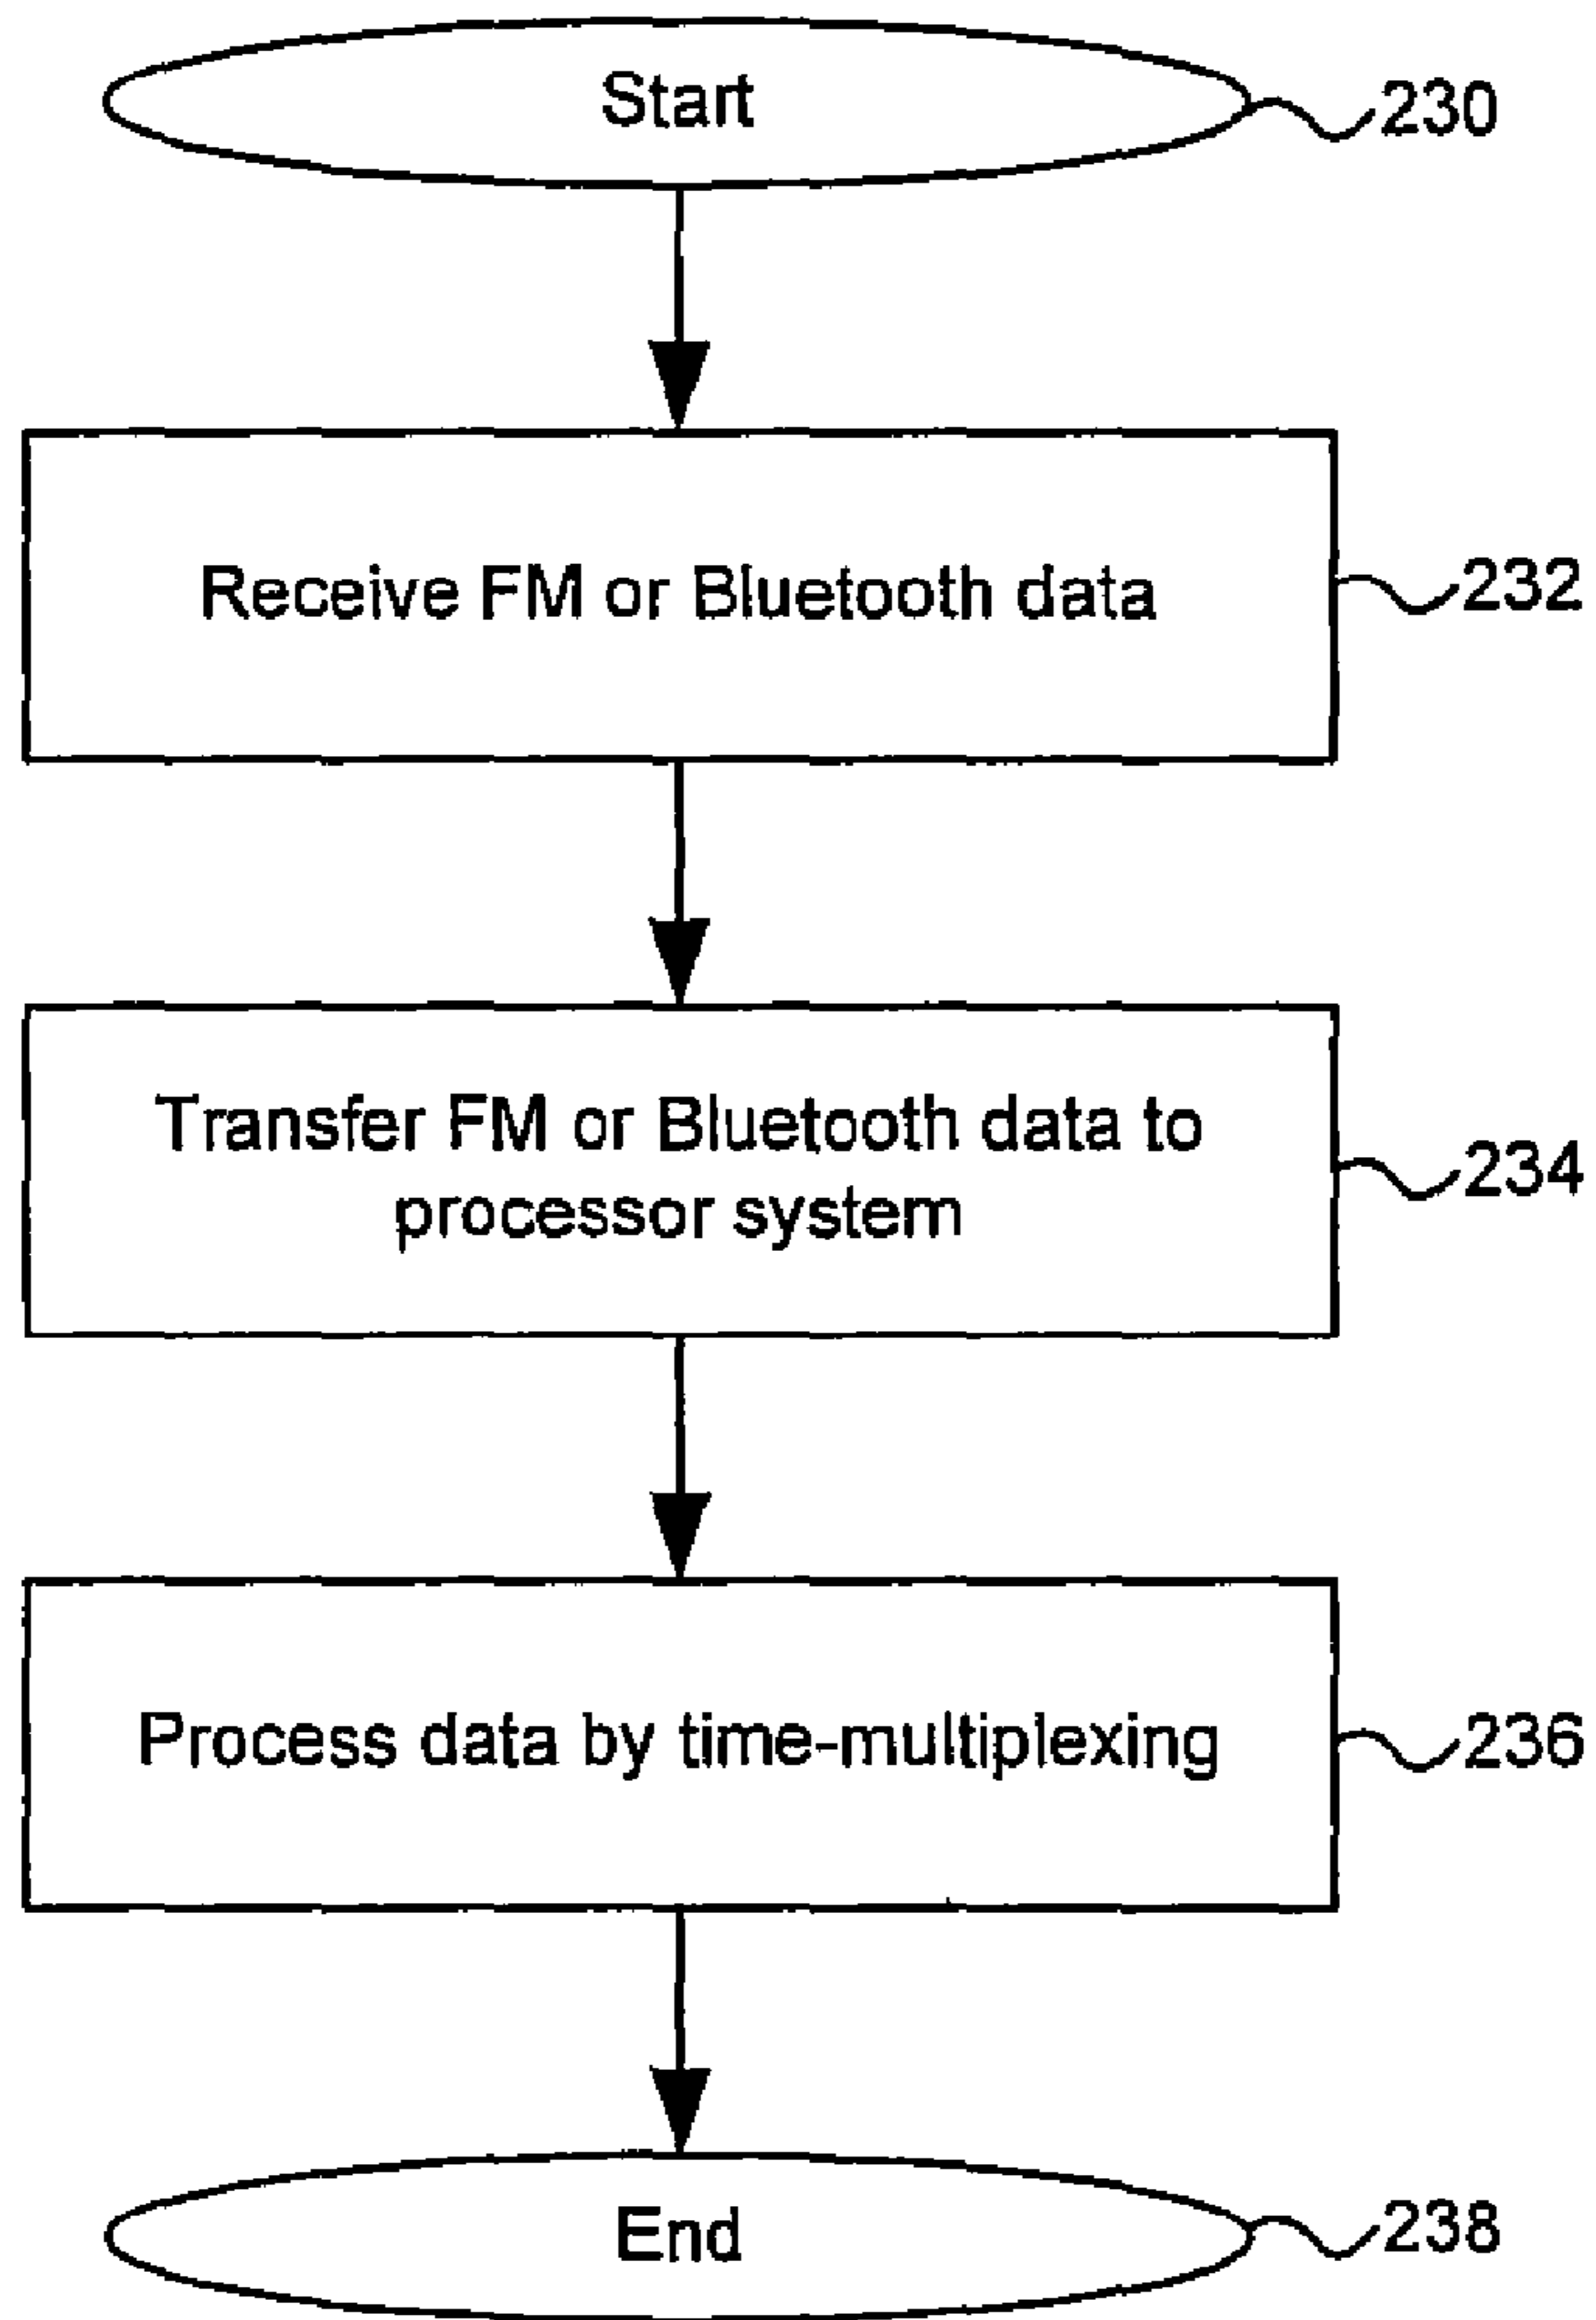 Start
230
Receive FM or Bluetooth data
232
Transfer FM or Bluetooth data to
processor system
234
Process data by time-multiplexing
236
End
238